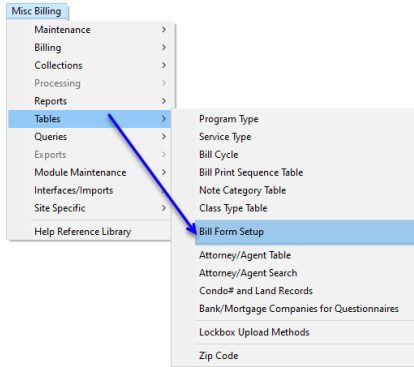 Misc Billing
Maintenance
Billing
Collections
Processing
Reports
Tables
Queries
Exports
Module Maintenance
Interfaces/Imports
Site Specific
Help Reference Library
Program Type
Service Type
Bill Cycle
Bill Print Sequence Table
Note Category Table
Class Type Table
Bill Form Setup
Attorney/Agent Table
Attorney/Agent Search
Condo# and Land Records
Bank/Mortgage Companies for Questionnaires
Lockbox Upload Methods
Zip Code